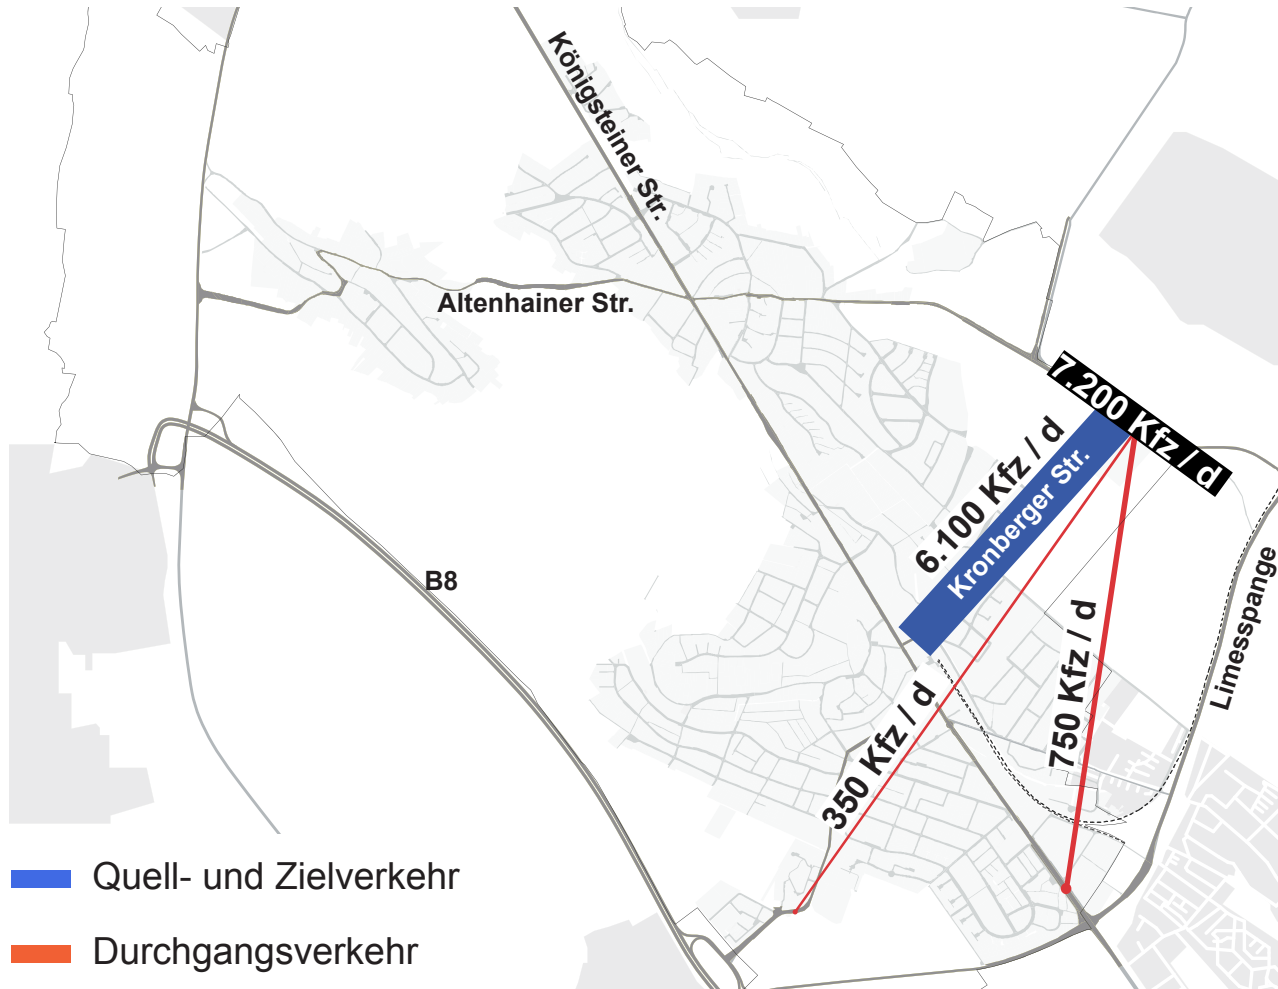 Königsteiner Str.
Altenhainer Str.
7.200 Kfz / d
6.100 Kfz / d
Kronberger Str.
B8
Limesspange
750 Kfz / d
350 Kfz / d
Quell- und Zielverkehr
Durchgangsverkehr